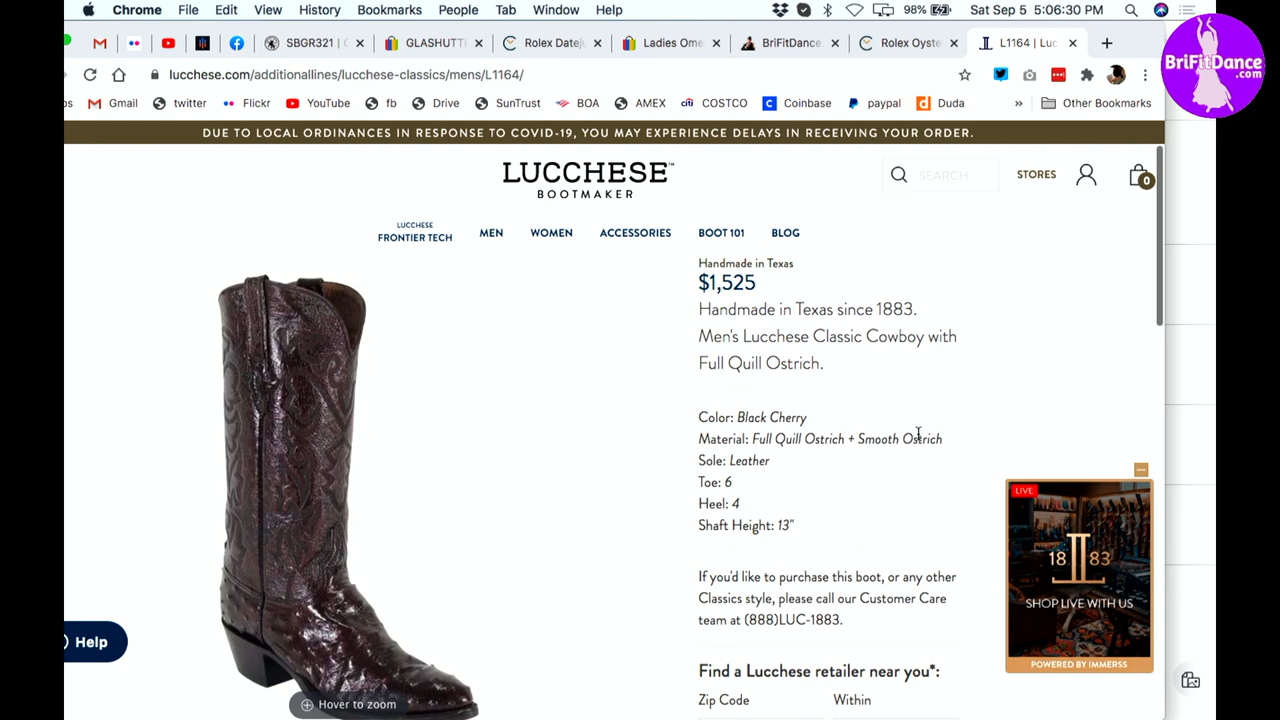 Chrome File Edit View History Bookmarks People Tab Window Help 98% Sat Sep 5 5:06:30 PM
SBGR321 | G GLASHUTTI Rolex Datej Ladies Ome BriFitDance. Rolex Oyste L1164 | Luc
lucchese.com/additionallines/lucchese-classics/mens/L1164/
ps Gmail twitter Flickr YouTube fb Drive SunTrust BOA AMEX COSTCO Coinbase paypal Duda » Other Bookmarks
BriFitDance
.com
DUE TO LOCAL ORDINANCES IN RESPONSE TO COVID-19, YOU MAY EXPERIENCE DELAYS IN RECEIVING YOUR ORDER.
LUCCHESE™
BOOTMAKER
SEARCH STORES 0
LUCCHESE
FRONTIER TECH MEN WOMEN ACCESSORIES BOOT 101 BLOG
Handmade in Texas
$1,525
Handmade in Texas since 1883.
Men's Lucchese Classic Cowboy with
Full Quill Ostrich.
Color: Black Cherry
Material: Full Quill Ostrich + Smooth Ostrich
Sole: Leather
Toe: 6
Heel: 4
Shaft Height: 13"
If you'd like to purchase this boot, or any other
Classics style, please call our Customer Care
team at (888)LUC-1883.
Find a Lucchese retailer near you*:
Zip Code Within
Help
Hover to zoom
LIVE
18 83
SHOP LIVE WITH US
POWERED BY IMMERSS